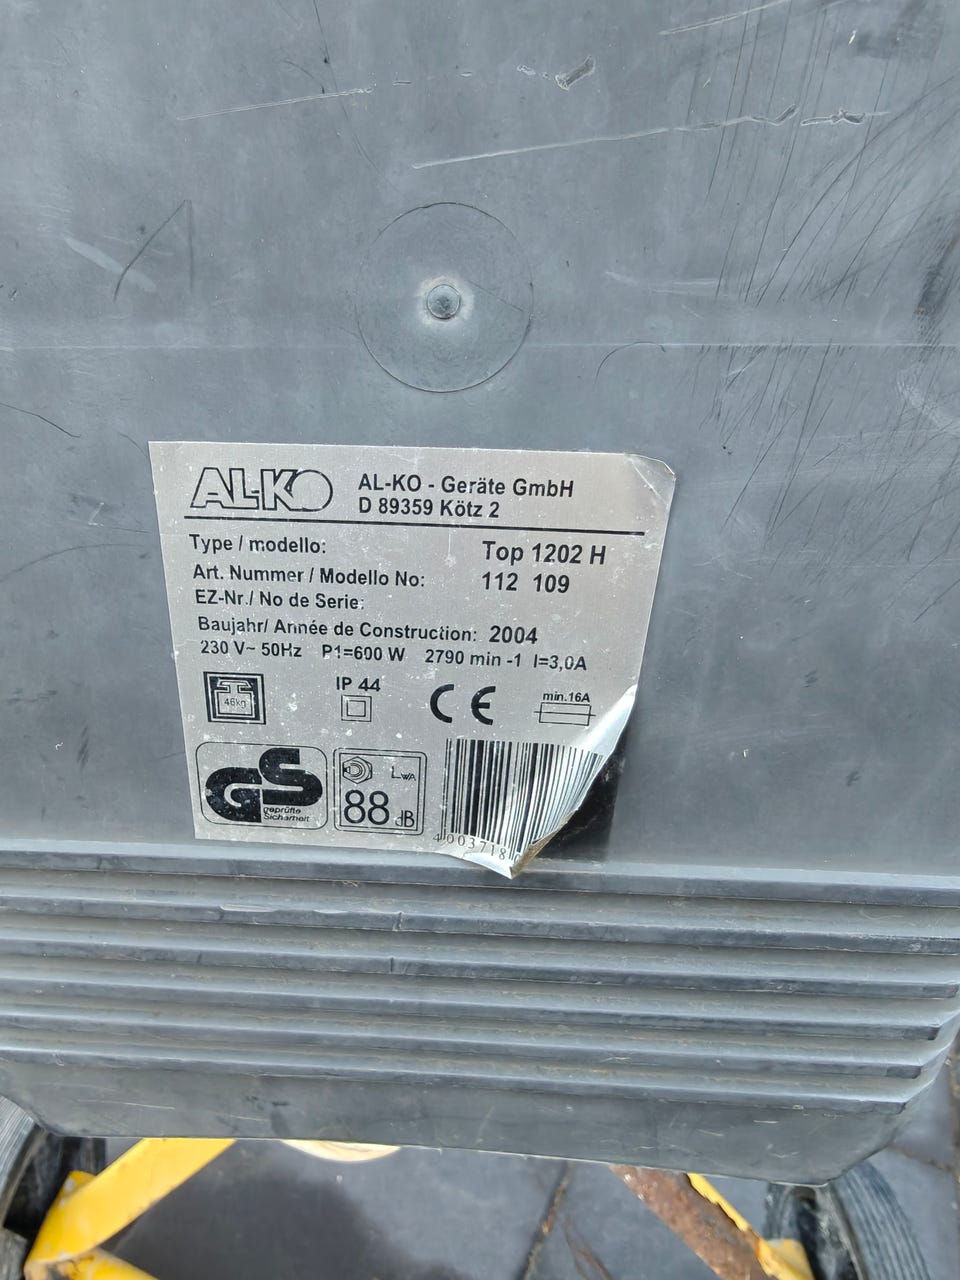 AL-KO
AL-KO - Geräte GmbH
D 89359 Kötz 2
Type / modello: Top 1202 H
Art. Nummer / Modello No: 112 109
EZ-Nr./ No de Serie:
Baujahr/ Année de Construction: 2004
230 V~ 50Hz P1=600 W 2790 min -1 I=3,0A
46kg
IP 44
CE
min.16A
GS
geprüfte
Sicherheit
LWA
88 dB
4 003718